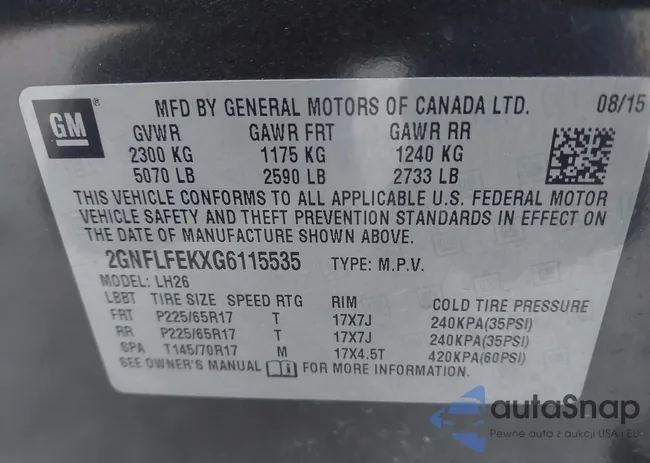 GM
MFD BY GENERAL MOTORS OF CANADA LTD. 08/15
GVWR GAWR FRT GAWR RR
2300 KG 1175 KG 1240 KG
5070 LB 2590 LB 2733 LB
THIS VEHICLE CONFORMS TO ALL APPLICABLE U.S. FEDERAL MOTOR
VEHICLE SAFETY AND THEFT PREVENTION STANDARDS IN EFFECT ON
THE DATE OF MANUFACTURE SHOWN ABOVE.
2GNFLFEKXG6115535 TYPE: M.P.V.
MODEL: LH26
LBBT TIRE SIZE SPEED RTG RIM COLD TIRE PRESSURE
FRT P225/65R17 T 17X7J 240KPA(35PSI)
RR P225/65R17 T 17X7J 240KPA(35PSI)
SPA T145/70R17 M 17X4.5T 420KPA(60PSI)
SEE OWNER'S MANUAL FOR MORE INFORMATION.
autaSnap
Pewne auto z aukcji USA i EU